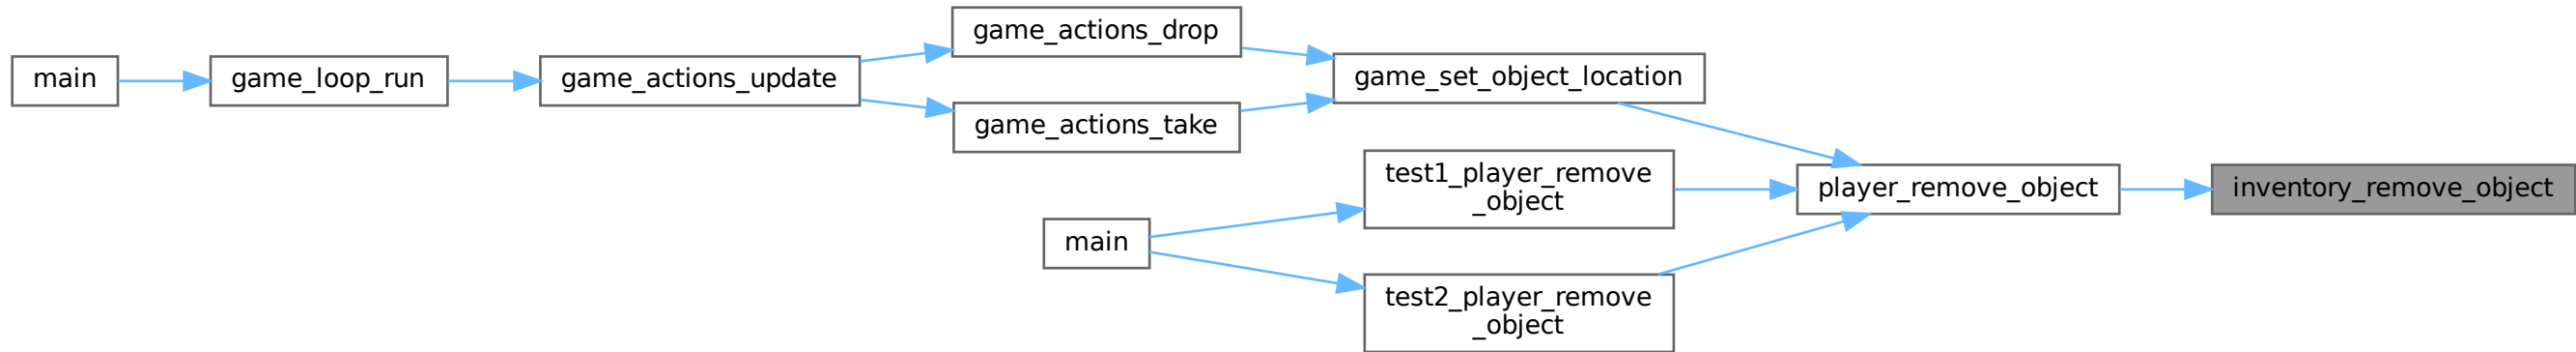 main
game_loop_run
game_actions_update
game_actions_drop
game_actions_take
game_set_object_location
main
test1_player_remove
_object
test2_player_remove
_object
player_remove_object
inventory_remove_object